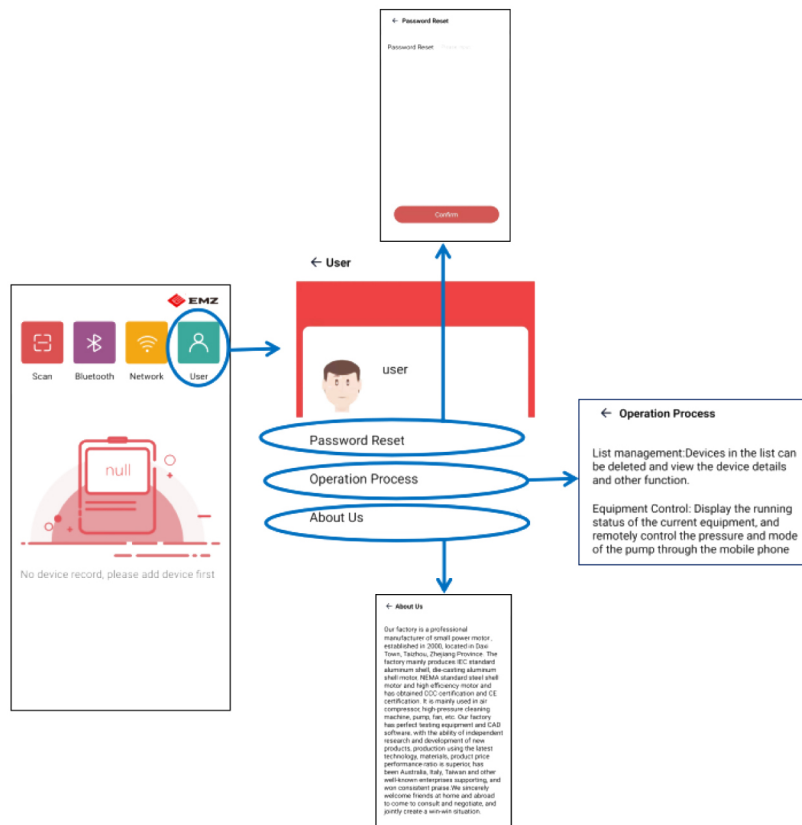 ← Password Reset
Password Reset
Confirm
← User
EMZ
Scan
Bluetooth
Network
User
user
null
Password Reset
Operation Process
About Us
No device record, please add device first
← Operation Process
List management:Devices in the list can
be deleted and view the device details
and other function.
Equipment Control: Display the running
status of the current equipment, and
remotely control the pressure and mode
of the pump through the mobile phone
← About Us
Our factory is a professional
manufacturer of small power motor ,
established in 2000, located in Daxi
Town, Taizhou, Zhejiang Province. The
factory mainly produces IEC standard
aluminum shell, die-casting aluminum
shell motor, NEMA standard steel shell
motor and high efficiency motor and
has obtained CCC certification and CE
certification. It is mainly used in air
compressor, high-pressure cleaning
machine, pump, fan, etc. Our factory
has perfect testing equipment and CAD
software, with the ability of independent
research and development of new
products, production using the latest
technology, materials, product price
performance ratio is superior, has
been Australia, Italy, Taiwan and other
well-known enterprises supporting, and
won consistent praise.We sincerely
welcome friends at home and abroad
to come to consult and negotiate, and
jointly create a win-win situation.